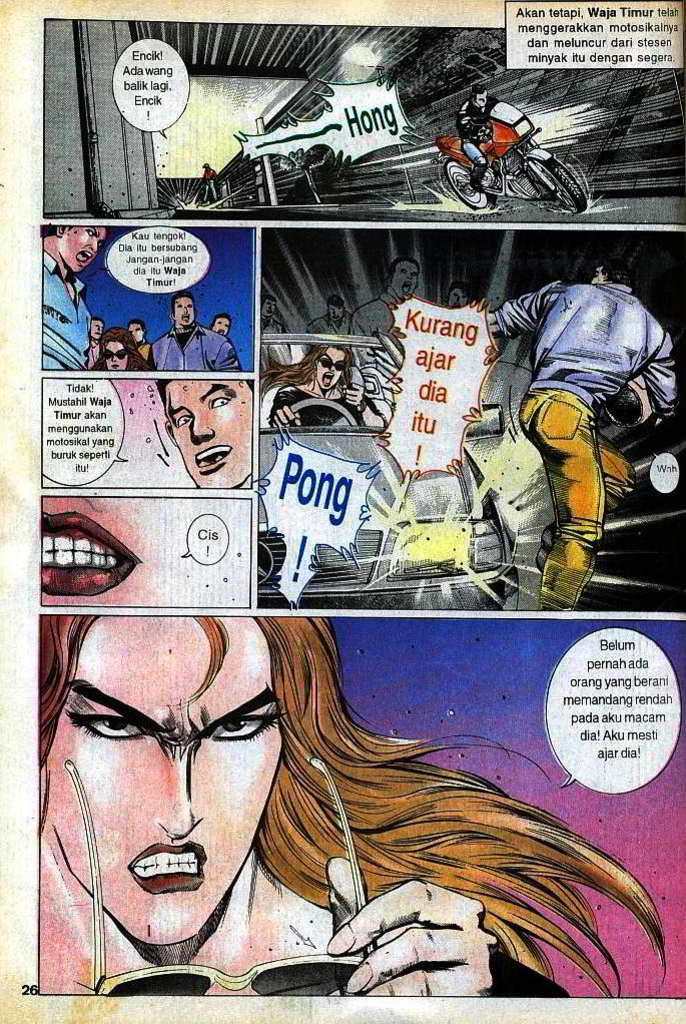 Akan tetapi, Waja Timur telah
menggerakkan motosikalnya
dan meluncur dari stesen
minyak itu dengan segera.
Encik!
Ada wang
balik lagi,
Encik
!
Hong
Kau tengok!
Dia itu bersubang
Jangan-jangan
dia itu Waja
Timur!
Tidak!
Mustahil Waja
Timur akan
menggunakan
motosikal yang
buruk seperti
itu!
Cis
!
Kurang
ajar
dia
itu
!
Pong
!
Wah
Belum
pernah ada
orang yang berani
memandang rendah
pada aku macam
dia! Aku mesti
ajar dia!
26